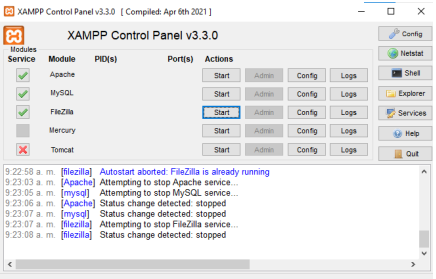 XAMPP Control Panel v3.3.0 [ Compiled: Apr 6th 2021 ]
XAMPP Control Panel v3.3.0
Config
Modules
Service Module PID(s) Port(s) Actions
Netstat
Apache Start Admin Config Logs
Shell
MySQL Start Admin Config Logs
Explorer
FileZilla Start Admin Config Logs
Services
Mercury Start Admin Config Logs
Help
Tomcat Start Admin Config Logs
Quit
9:22:58 a. m. [filezilla] Autostart aborted: FileZilla is already running
9:23:03 a. m. [Apache] Attempting to stop Apache service...
9:23:05 a. m. [mysql] Attempting to stop MySQL service...
9:23:06 a. m. [Apache] Status change detected: stopped
9:23:07 a. m. [mysql] Status change detected: stopped
9:23:07 a. m. [filezilla] Attempting to stop FileZilla service...
9:23:08 a. m. [filezilla] Status change detected: stopped